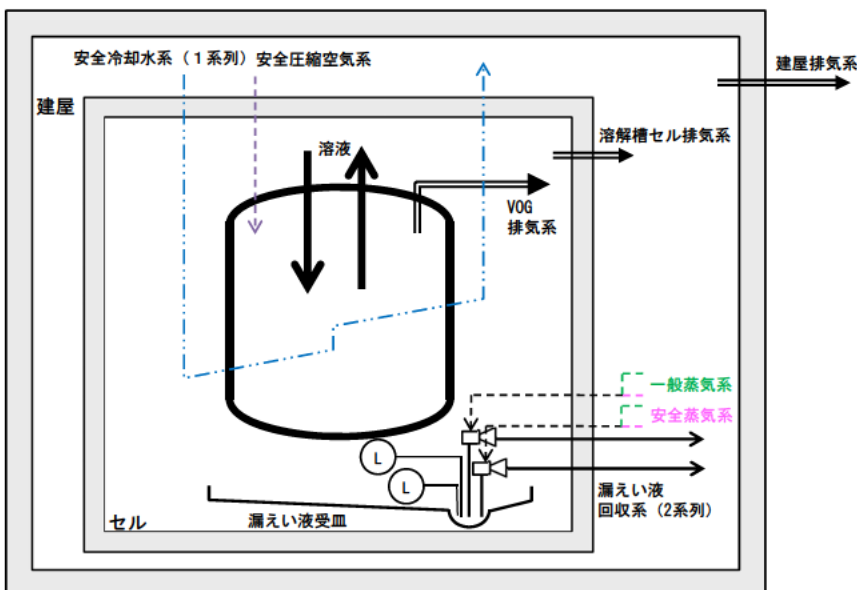 安全冷却水系（１系列）
安全圧縮空気系
建屋排気系
建屋
溶解槽セル排気系
溶液
VOG
排気系
一般蒸気系
安全蒸気系
L
L
漏えい液
回収系（2系列）
漏えい液受皿
セル